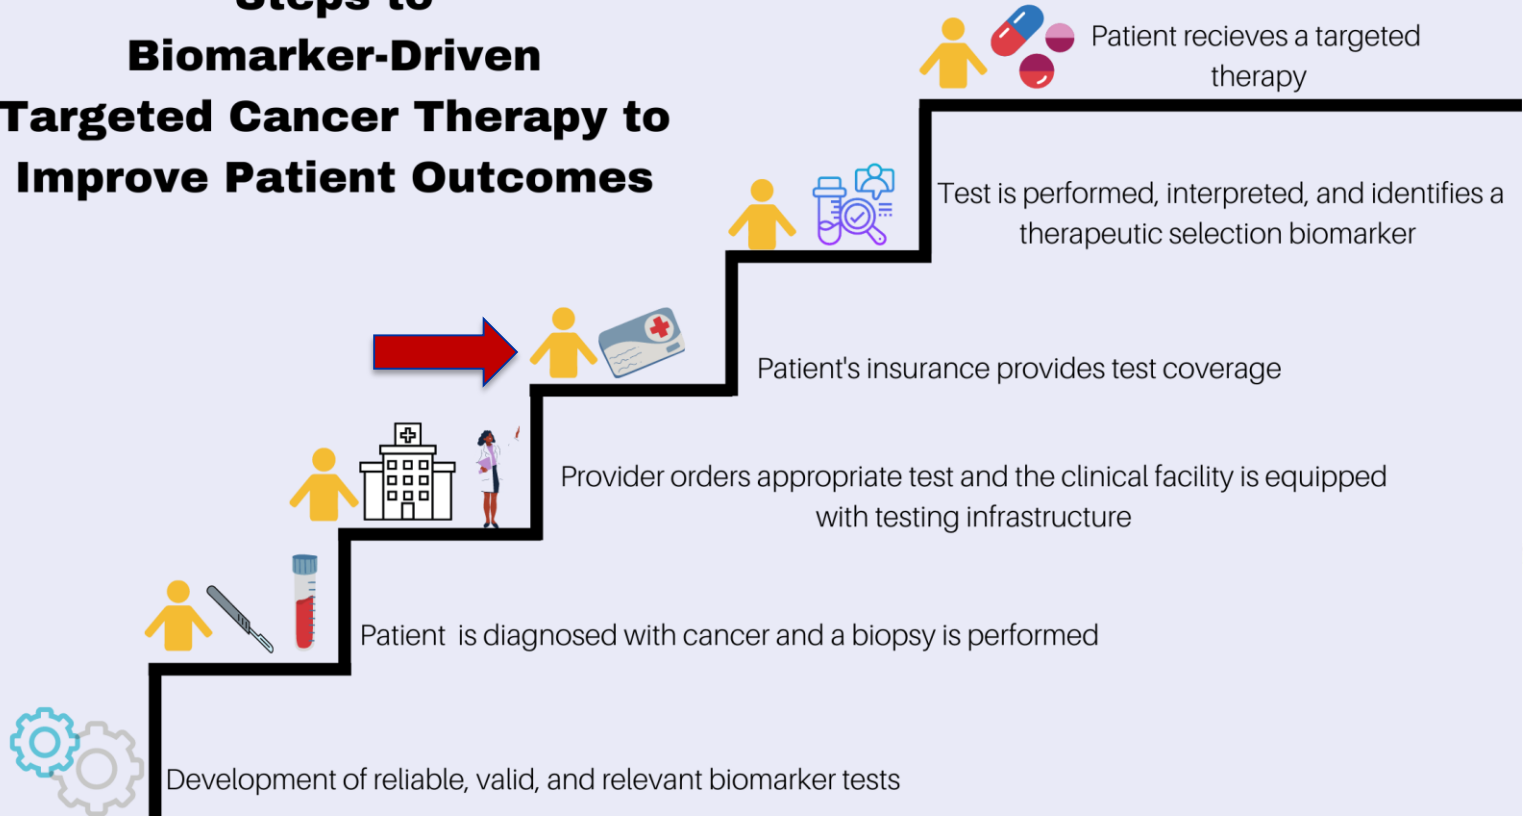 Steps to
Biomarker-Driven
Targeted Cancer Therapy to
Improve Patient Outcomes
Patient recieves a targeted
therapy
Test is performed, interpreted, and identifies a
therapeutic selection biomarker
Patient's insurance provides test coverage
Provider orders appropriate test and the clinical facility is equipped
with testing infrastructure
Patient is diagnosed with cancer and a biopsy is performed
Development of reliable, valid, and relevant biomarker tests